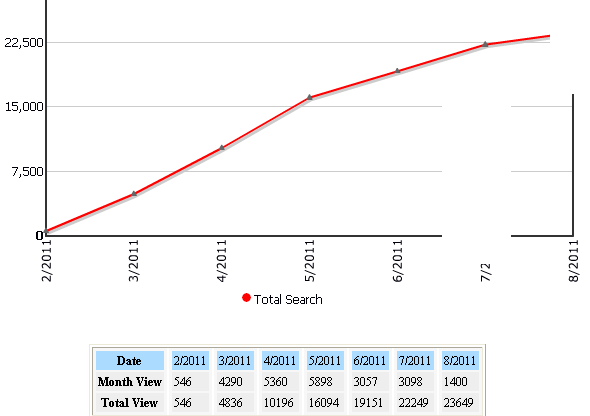 22,500
15,000
7,500
0
2/2011 3/2011 4/2011 5/2011 6/2011 7/2 8/2011
Total Search
Date 2/2011 3/2011 4/2011 5/2011 6/2011 7/2011 8/2011
Month View 546 4290 5360 5898 3057 3098 1400
Total View 546 4836 10196 16094 19151 22249 23649